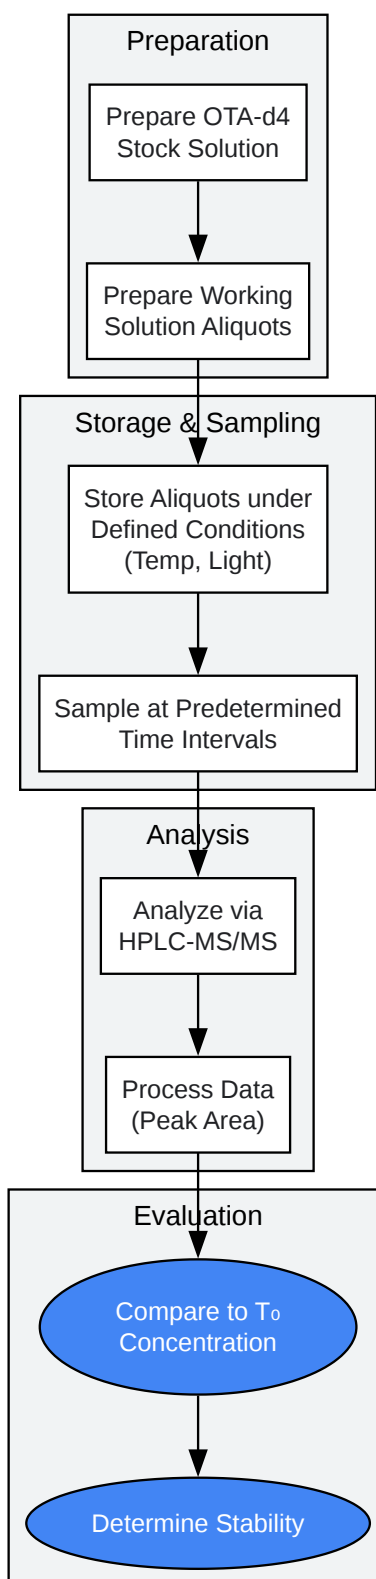 Preparation
Prepare OTA-d4
Stock Solution
Prepare Working
Solution Aliquots
Storage & Sampling
Store Aliquots under
Defined Conditions
(Temp, Light)
Sample at Predetermined
Time Intervals
Analysis
Analyze via
HPLC-MS/MS
Process Data
(Peak Area)
Evaluation
Compare to T₀
Concentration
Determine Stability